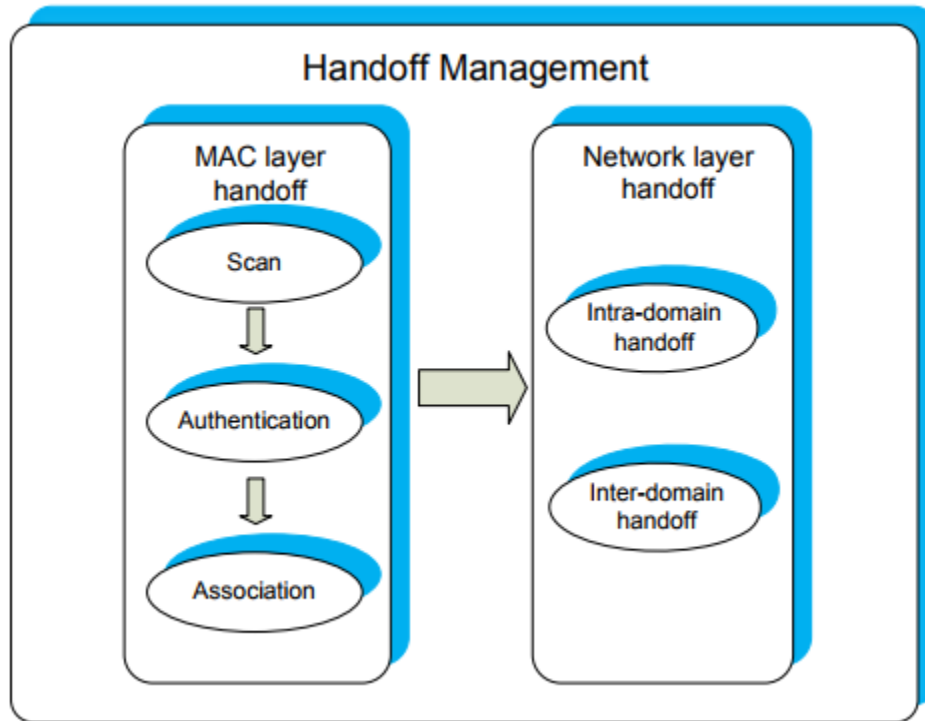 Handoff Management
MAC layer
handoff
Scan
Authentication
Association
Network layer
handoff
Intra-domain
handoff
Inter-domain
handoff